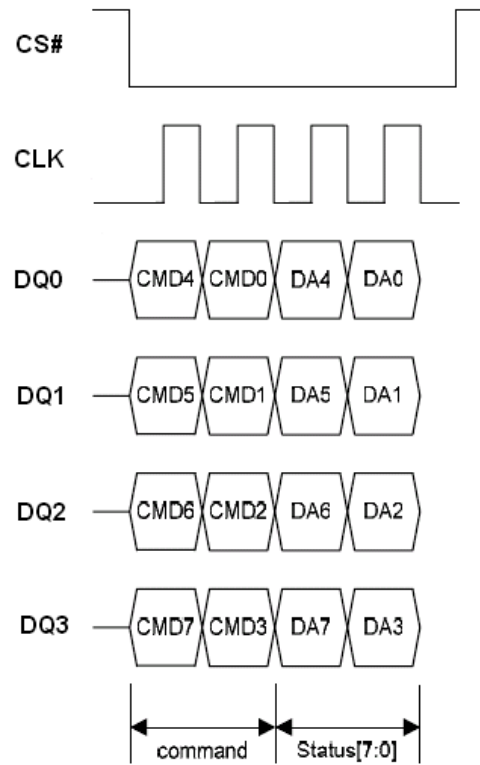 CS#
CLK
DQ0 CMD4 CMD0 DA4 DA0
DQ1 CMD5 CMD1 DA5 DA1
DQ2 CMD6 CMD2 DA6 DA2
DQ3 CMD7 CMD3 DA7 DA3
command Status[7:0]